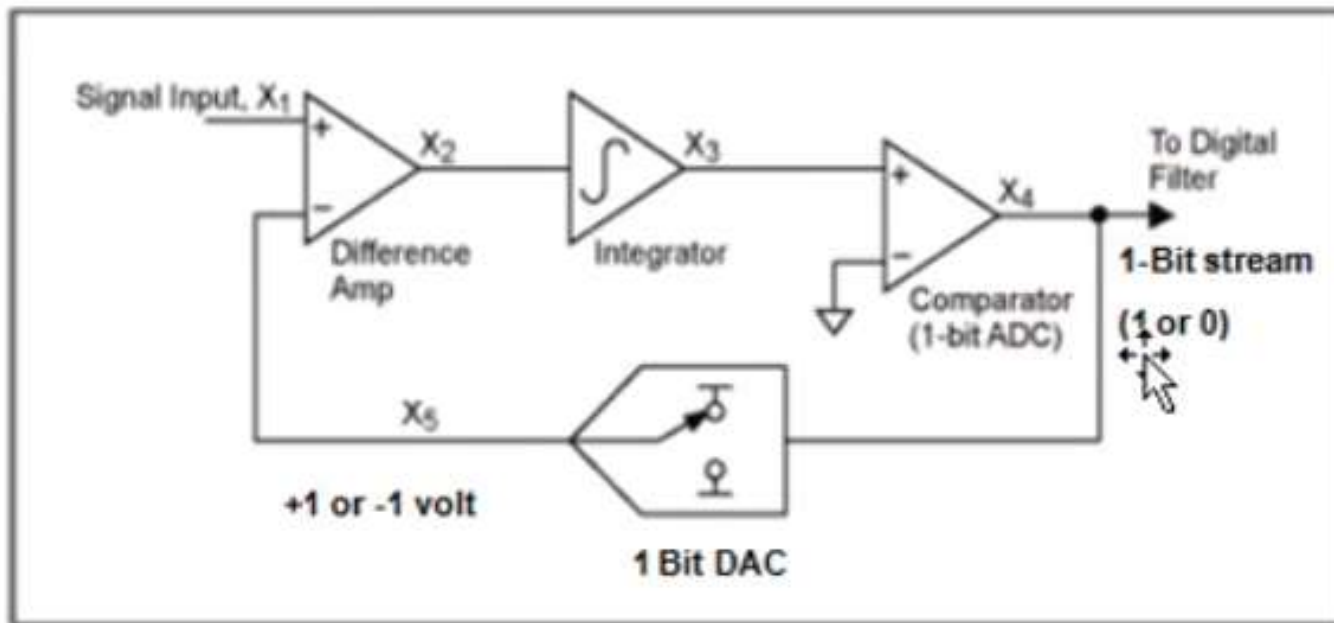 Signal Input, X₁
+
−
X₂
Difference
Amp
∫
X₃
Integrator
+
−
X₄
Comparator
(1-bit ADC)
To Digital
Filter
1-Bit stream
(1 or 0)
X₅
+1 or -1 volt
1 Bit DAC